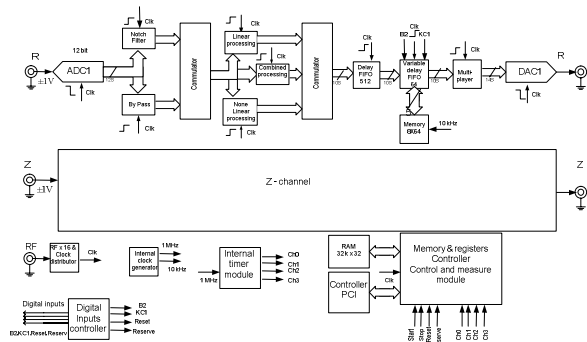 Clk
Clk
B2
Clk
KC1
Clk
12 bit
Notch
Filter
Linear
processing
R
ADC1
±1V
Clk
Commutator
Combined
processing
Clk
Commutator
Delay
FIFO
512
Variable
delay
FIFO
64
Multi-
player
DAC1
R
Clk
By Pass
Clk
None
Linear
processing
Clk
Memory
8X64
10 kHz
Z
±1V
Z-channel
Z
RF
RF x 16 &
Clock
distributor
Clk
Internal
clock
generator
1 MHz
10 kHz
1 MHz
Internal
timer
module
Ch0
Ch1
Ch2
Ch3
RAM
32k x32
Clk
Controller
PCI
Memory & registers
Controller
Control and measure
module
Digital inputs
B2,KC1,Reset,Reserv
Digital
Inputs
controller
B2
KC1
Reset
Reserve
Start
Stop
Reset
serve
Ch0
Ch1
Ch2
Ch